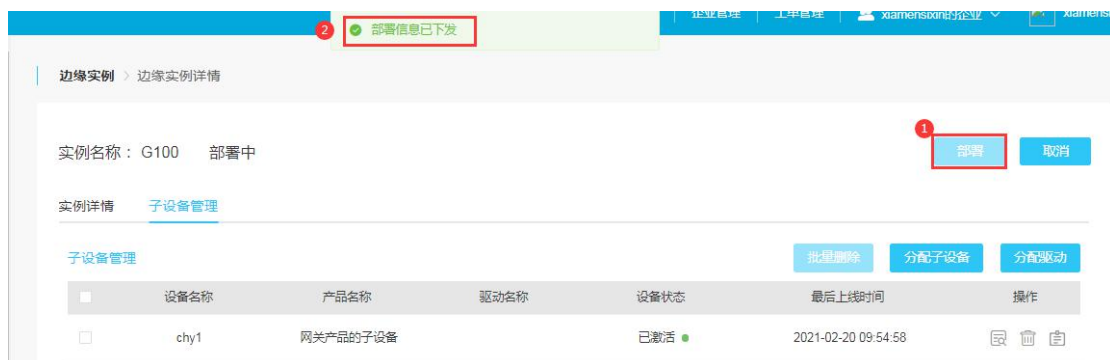 企业管理 工单管理 xiamensixin的企业 xiamens
2 部署信息已下发
边缘实例 > 边缘实例详情
1
实例名称： G100 部署中 部署 取消
实例详情 子设备管理
子设备管理 批量删除 分配子设备 分配驱动
设备名称 产品名称 驱动名称 设备状态 最后上线时间 操作
chy1 网关产品的子设备 已激活 2021-02-20 09:54:58